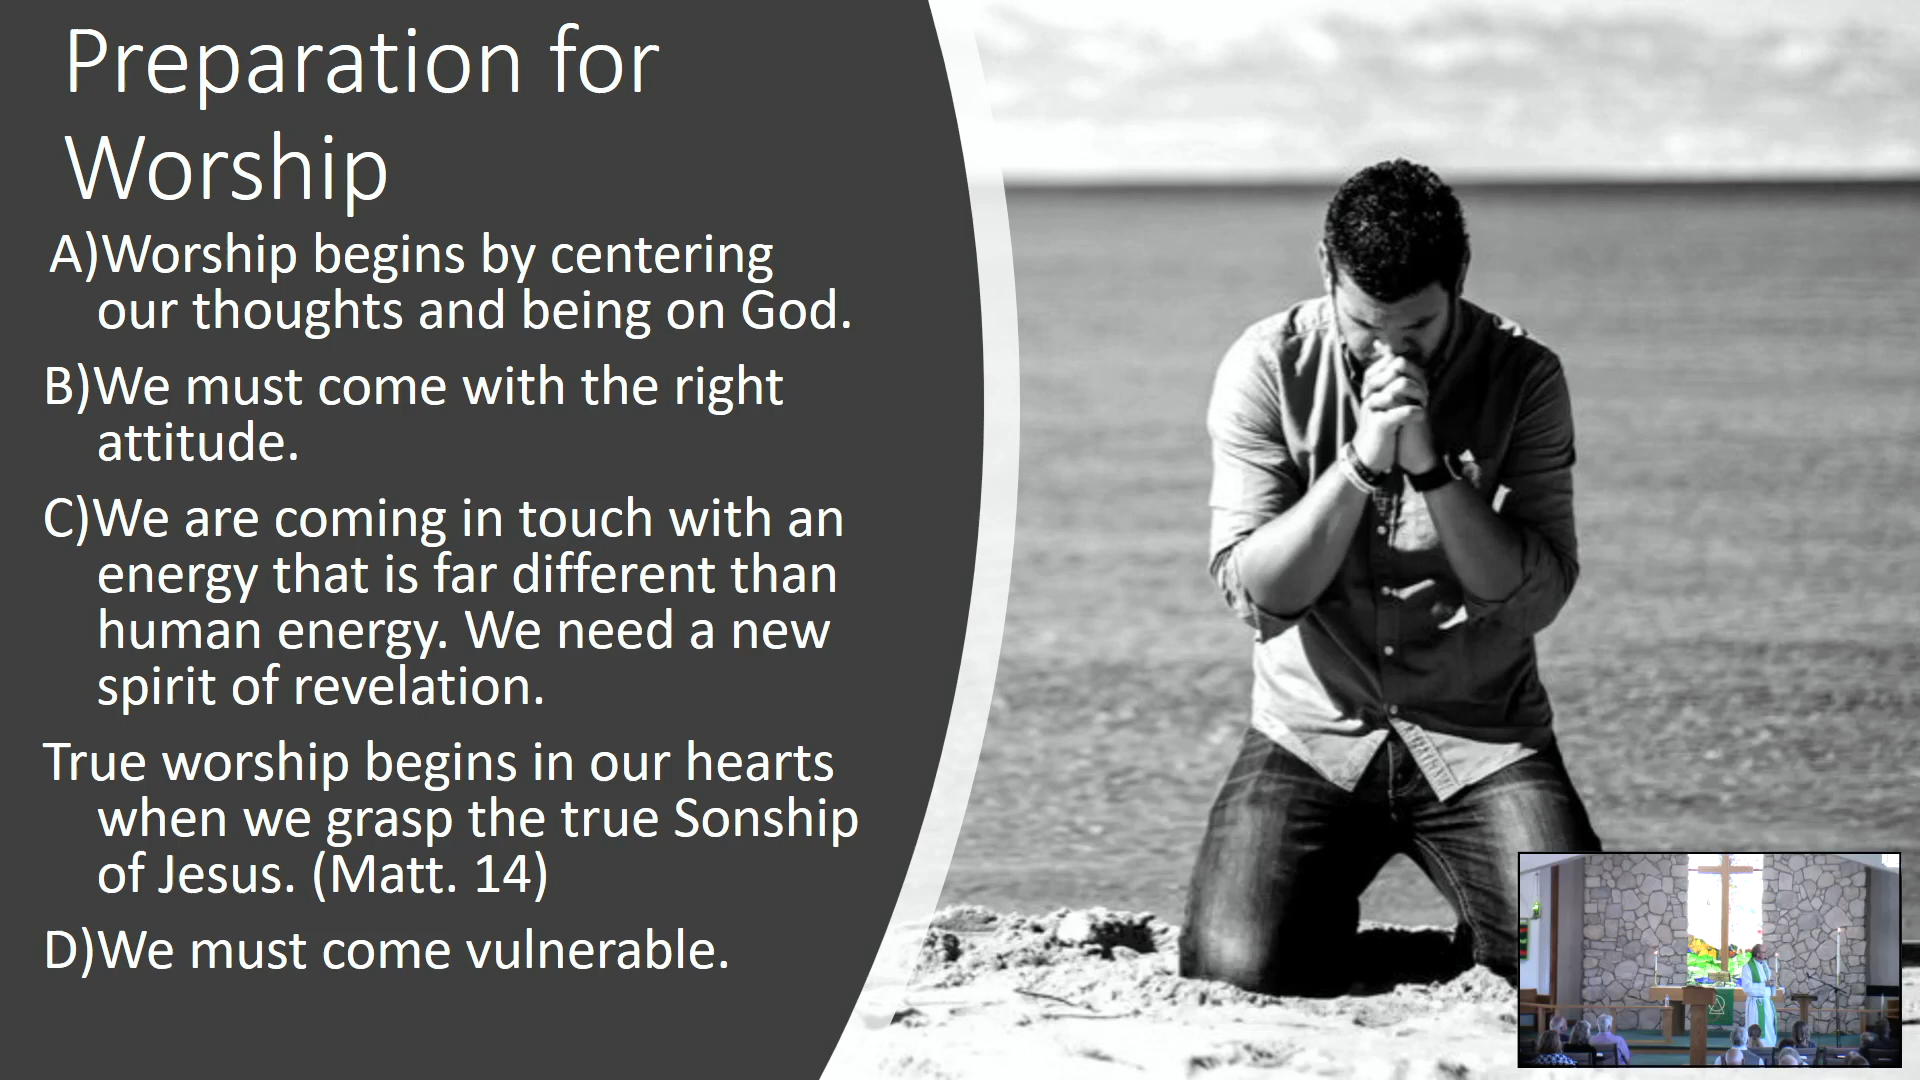 Preparation for
Worship
A)Worship begins by centering
our thoughts and being on God.
B)We must come with the right
attitude.
C)We are coming in touch with an
energy that is far different than
human energy. We need a new
spirit of revelation.
True worship begins in our hearts
when we grasp the true Sonship
of Jesus. (Matt. 14)
D)We must come vulnerable.